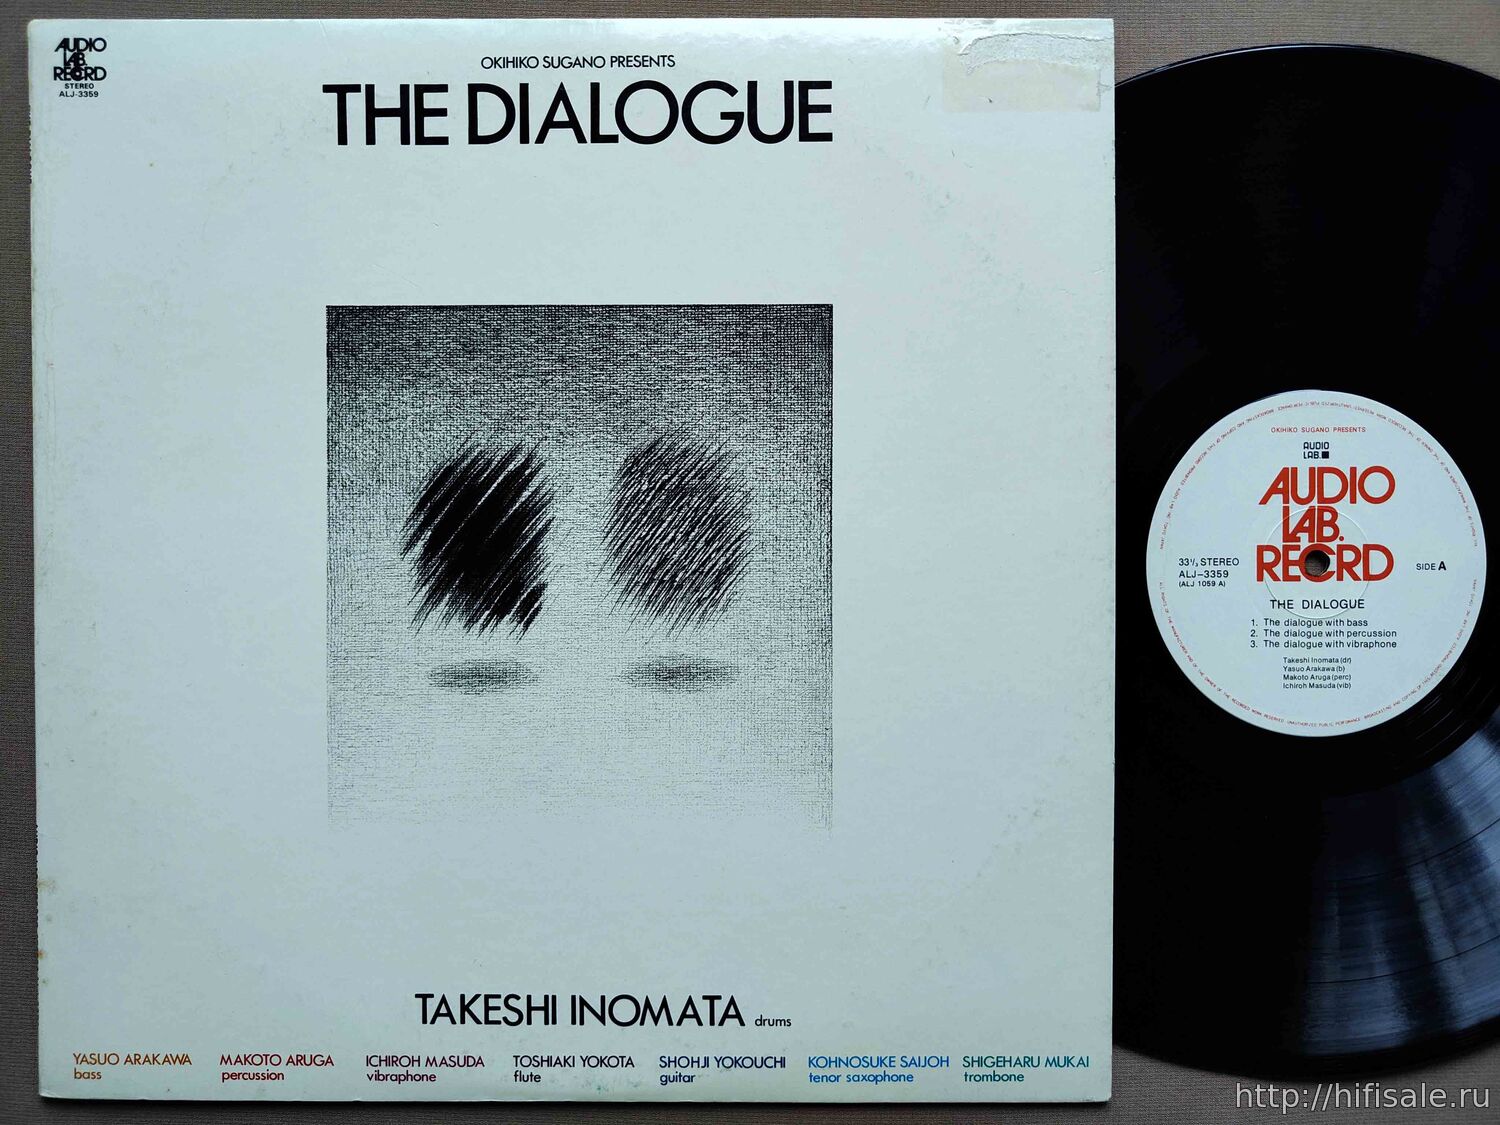 AUDIO
LAB.
RECORD
STEREO
ALJ-3359
OKIHIKO SUGANO PRESENTS
THE DIALOGUE
TAKESHI INOMATA drums
YASUO ARAKAWA
bass
MAKOTO ARUGA
percussion
ICHIROH MASUDA
vibraphone
TOSHIAKI YOKOTA
flute
SHOHJI YOKOUCHI
guitar
KOHNOSUKE SAIJOH
tenor saxophone
SHIGEHARU MUKAI
trombone
OKIHIKO SUGANO PRESENTS
AUDIO
LAB.
AUDIO
LAB.
RECORD
33⅓ STEREO
ALJ-3359
(ALJ 1059 A)
SIDE A
THE DIALOGUE
1. The dialogue with bass
2. The dialogue with percussion
3. The dialogue with vibraphone
Takeshi Inomata (dr)
Yasuo Arakawa (b)
Makoto Aruga (perc)
Ichiroh Masuda (vib)
http://hifisale.ru